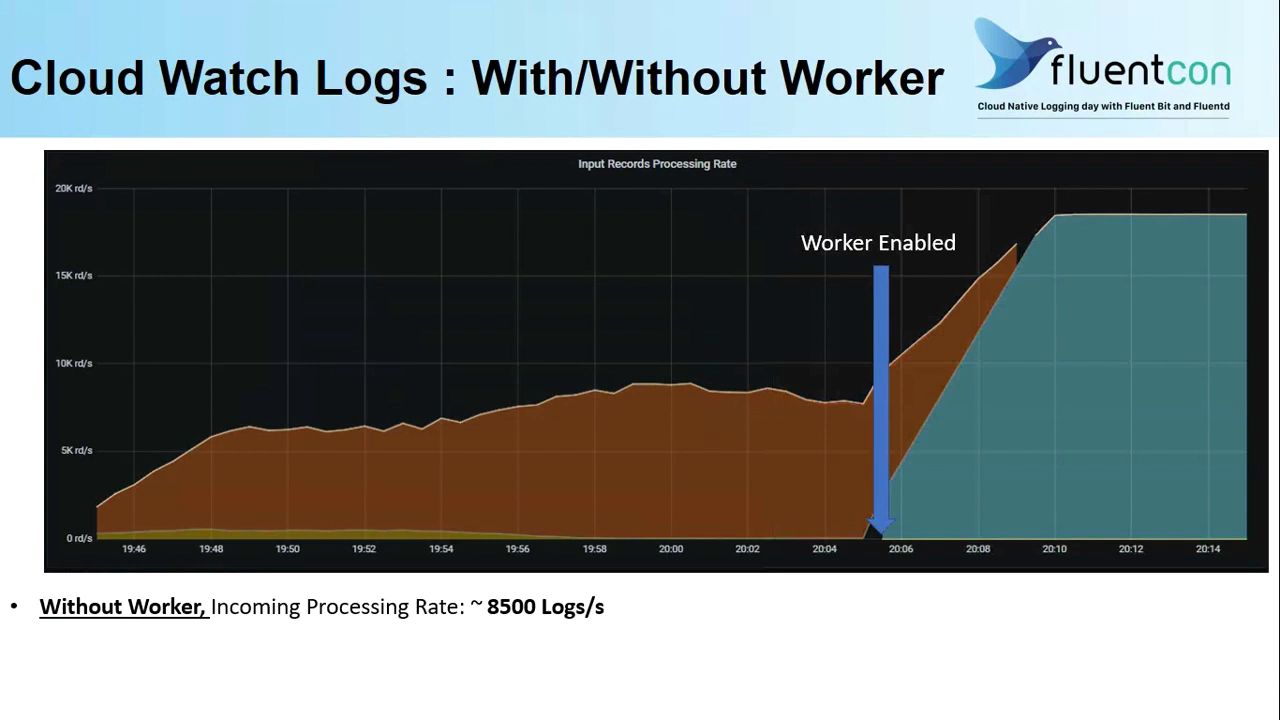 Cloud Watch Logs : With/Without Worker
fluentcon
Cloud Native Logging day with Fluent Bit and Fluentd
Input Records Processing Rate
20K rd/s
Worker Enabled
15K rd/s
10K rd/s
5K rd/s
0 rd/s
19:46 19:48 19:50 19:52 19:54 19:56 19:58 20:00 20:02 20:04 20:06 20:08 20:10 20:12 20:14
• Without Worker, Incoming Processing Rate: ~ 8500 Logs/s